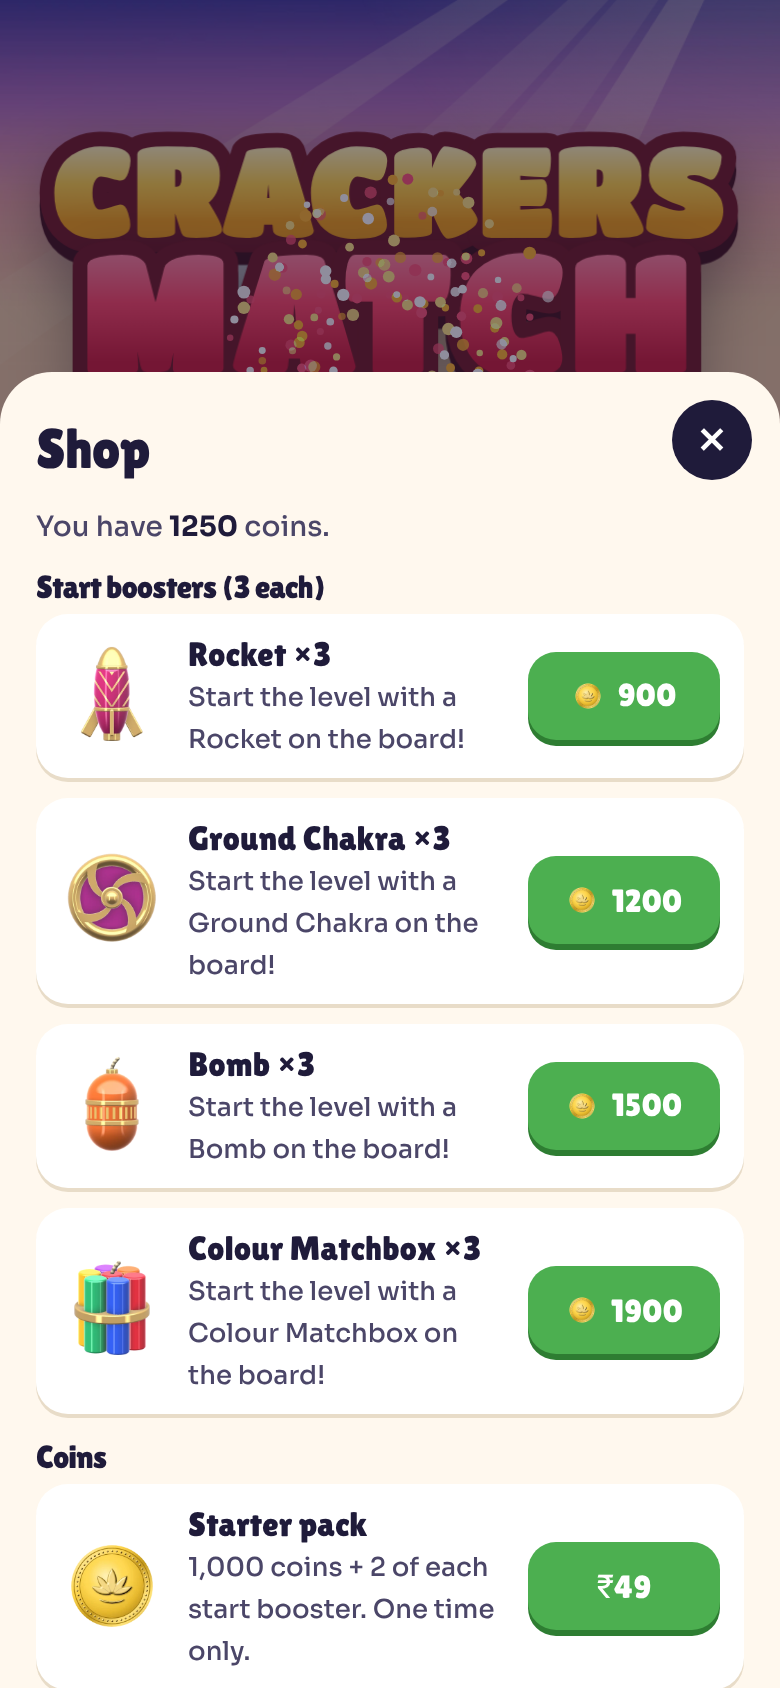 CRACKERS
MATCH
Shop
×
You have 1250 coins.
Start boosters (3 each)
Rocket ×3
Start the level with a
Rocket on the board!
900
Ground Chakra ×3
Start the level with a
Ground Chakra on the
board!
1200
Bomb ×3
Start the level with a
Bomb on the board!
1500
Colour Matchbox ×3
Start the level with a
Colour Matchbox on
the board!
1900
Coins
Starter pack
1,000 coins + 2 of each
start booster. One time
only.
₹49